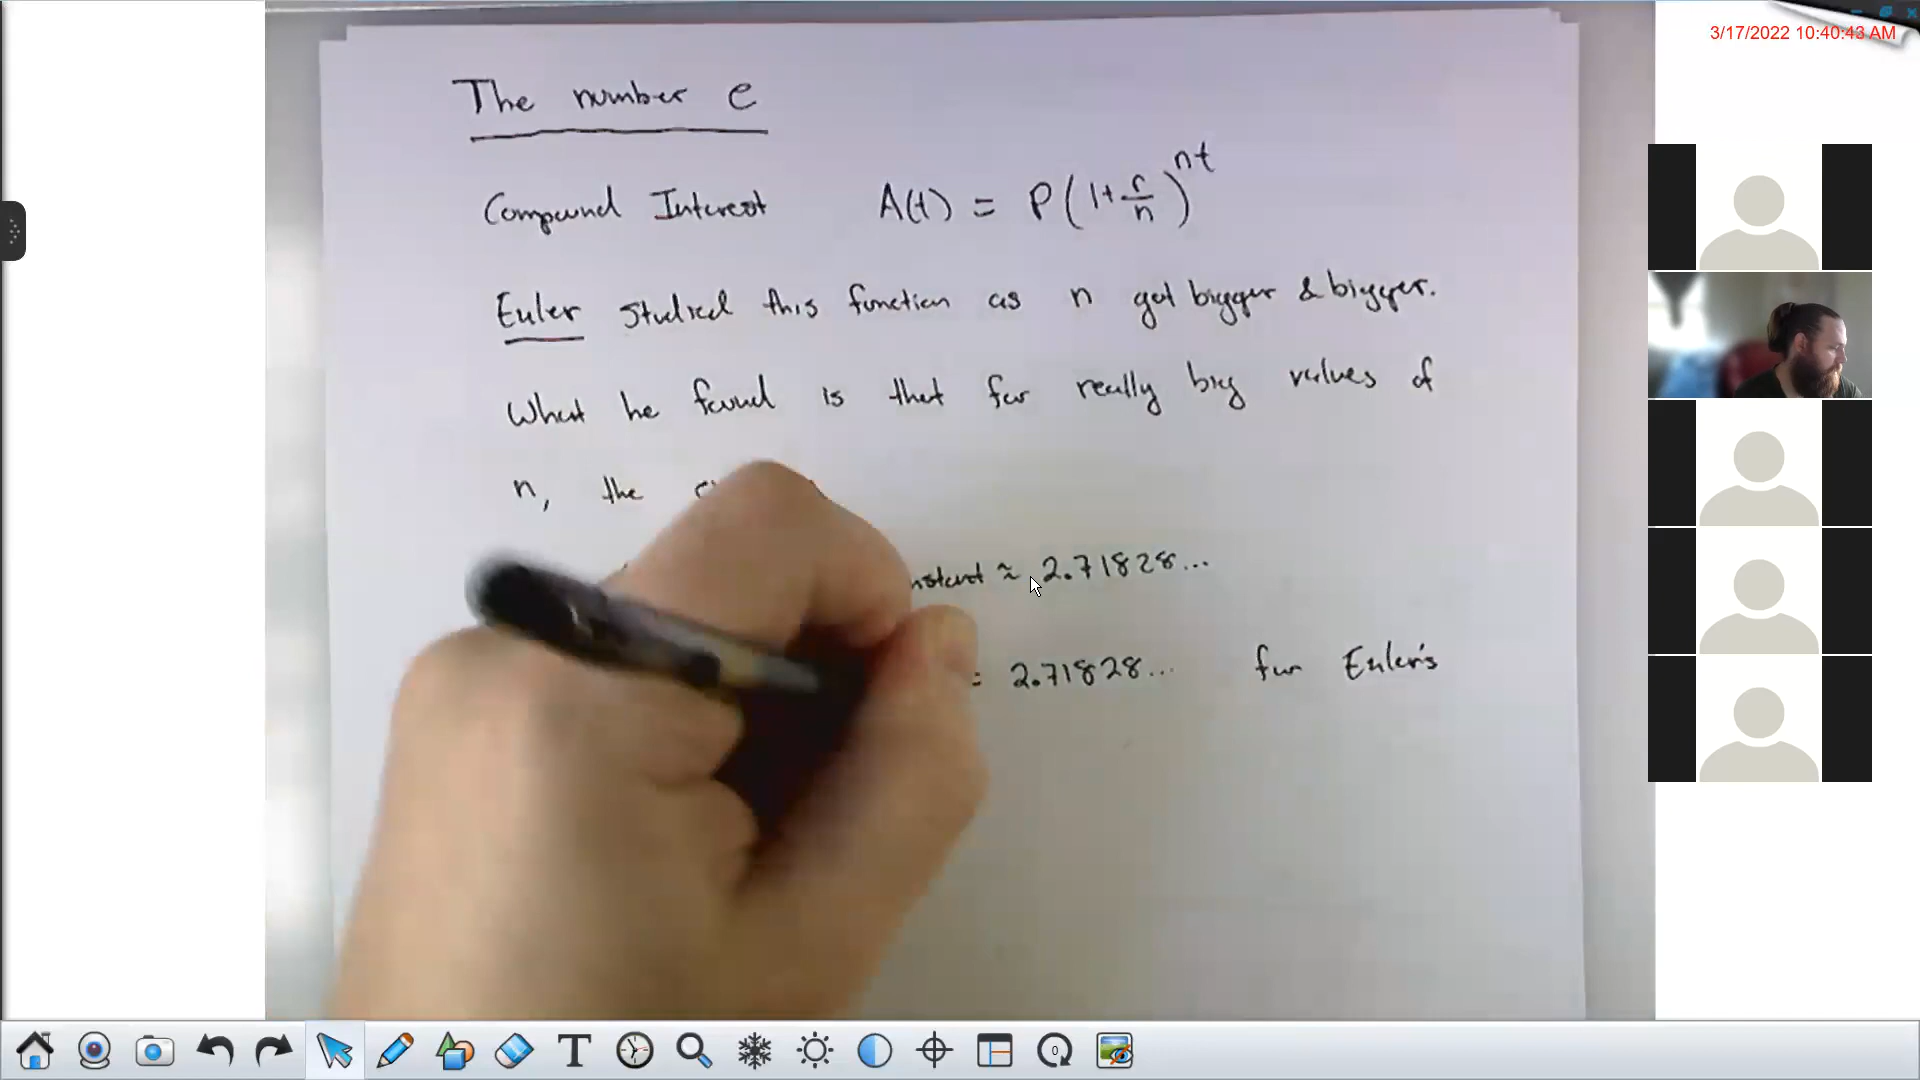 3/17/2022 10:40:43 AM
The number e
Compound Interest A(t) = P(1+r/n)^nt
Euler studied this function as n got bigger & bigger.
What he found is that for really big values of
n, the
≈ 2.71828...
= 2.71828... for Euler's
T
0